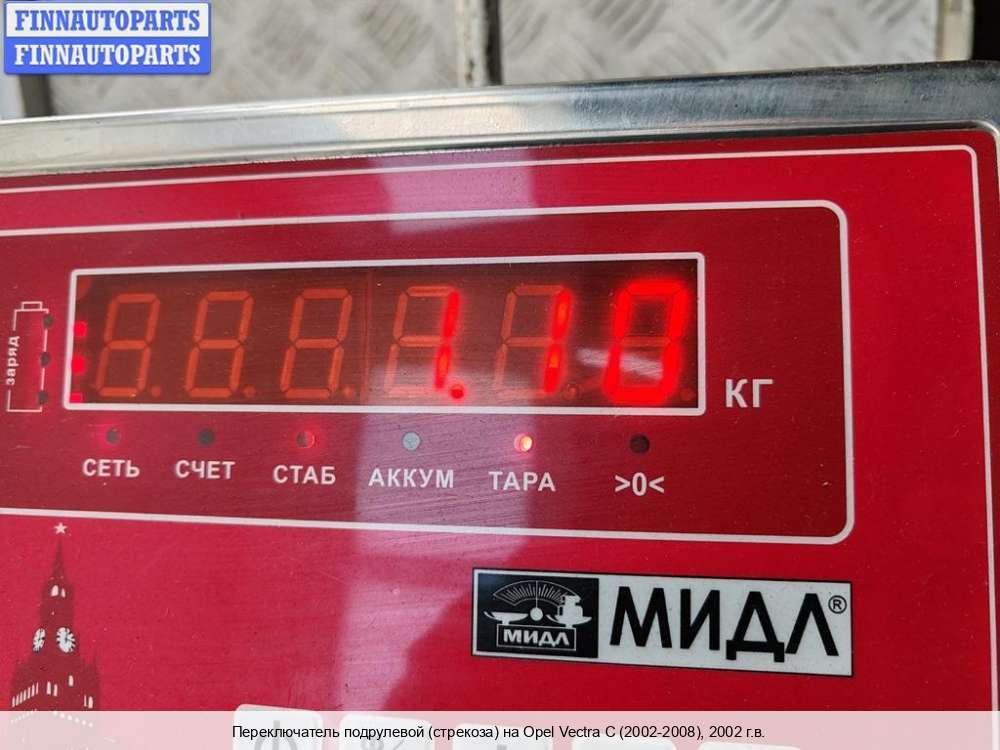 FINNAUTOPARTS
FINNAUTOPARTS
заряд
1.10
КГ
СЕТЬ СЧЕТ СТАБ АККУМ ТАРА >0<
МИДЛ МИДЛ®
Переключатель подрулевой (стрекоза) на Opel Vectra C (2002-2008), 2002 г.в.